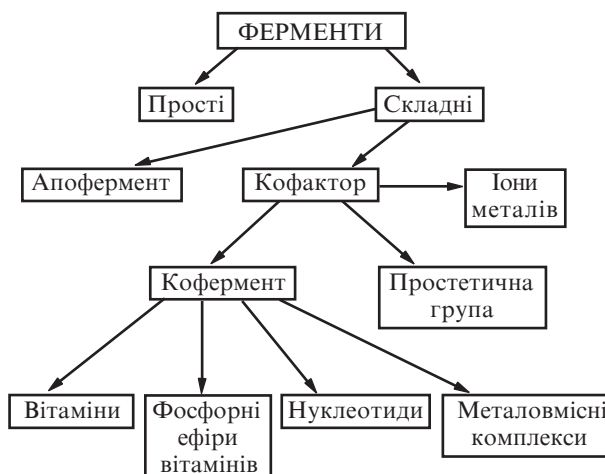 ФЕРМЕНТИ
Прості
Складні
Апофермент
Кофактор
Іони
металів
Кофермент
Простетична
група
Вітаміни
Фосфорні
ефіри
вітамінів
Нуклеотиди
Металовмісні
комплекси